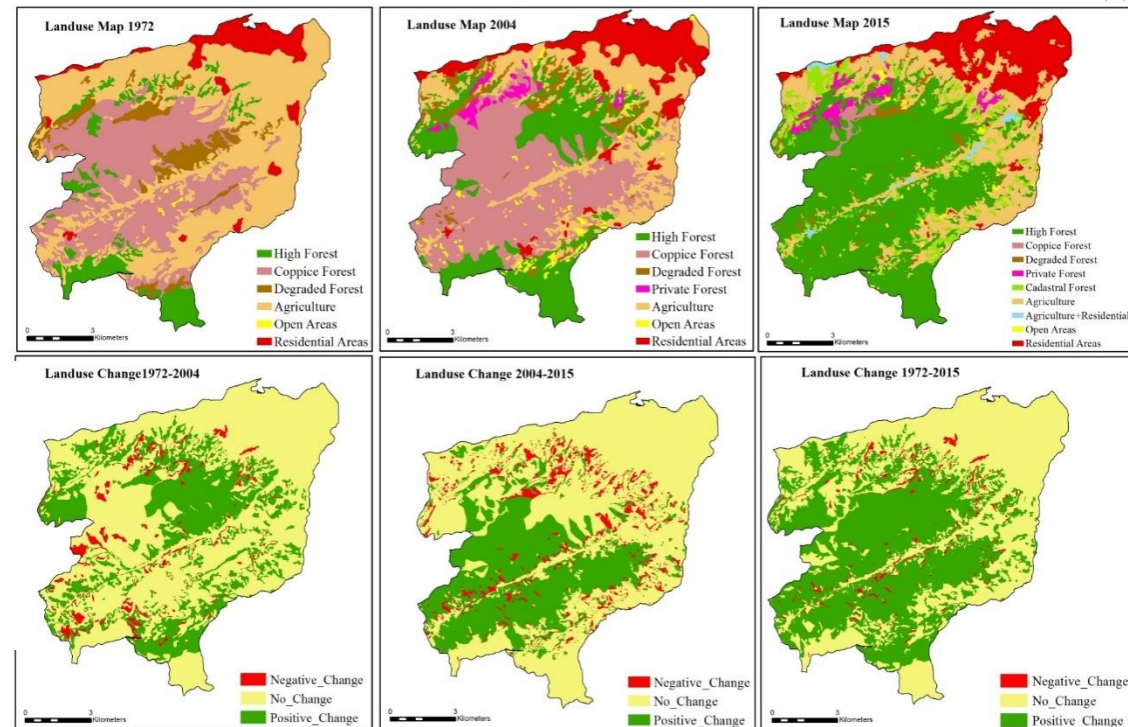 Landuse Map 1972
High Forest
Coppice Forest
Degraded Forest
Agriculture
Open Areas
Residential Areas
0 3
Kilometers
Landuse Map 2004
High Forest
Coppice Forest
Degraded Forest
Private Forest
Agriculture
Open Areas
Residential Areas
0 3
Kilometers
Landuse Map 2015
High Forest
Coppice Forest
Degraded Forest
Private Forest
Cadastral Forest
Agriculture
Agriculture+Residential
Open Areas
Residential Areas
0 3
Kilometers
Landuse Change1972-2004
Negative_Change
No_Change
Positive_Change
0 3
Kilometers
Landuse Change 2004-2015
Negative_Change
No_Change
Positive_Change
0 3
Kilometers
Landuse Change 1972-2015
Negative_Change
No_Change
Positive_Change
0 3
Kilometers